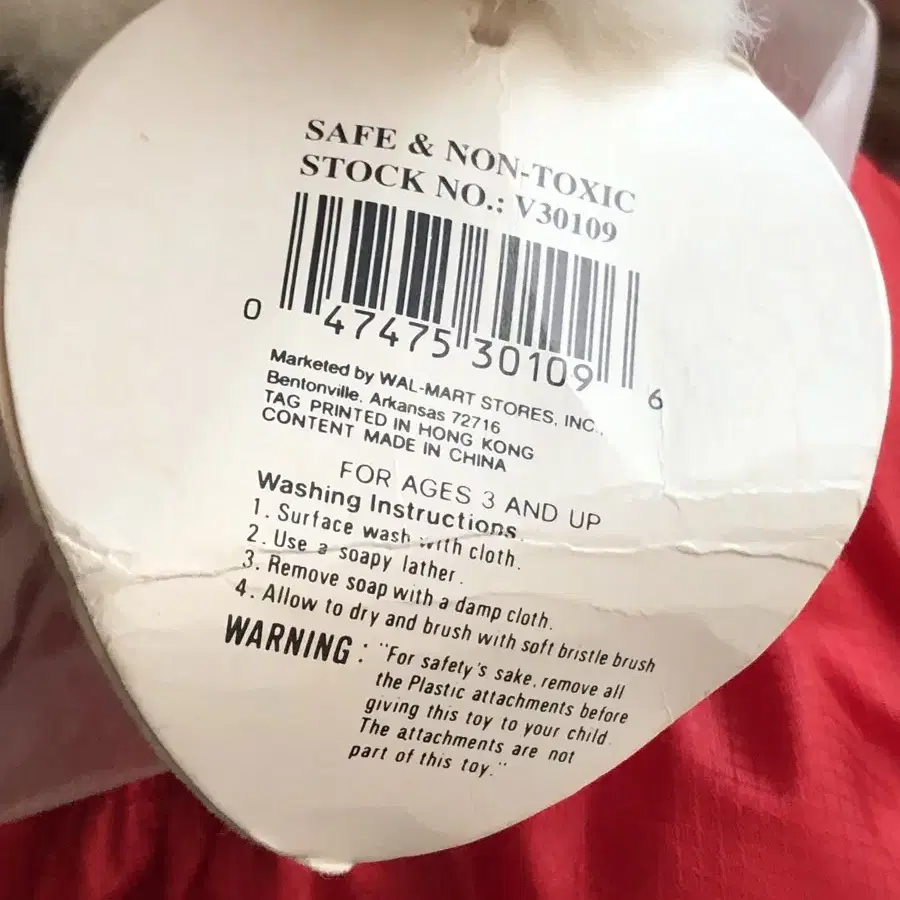 SAFE & NON-TOXIC
STOCK NO.: V30109
0 47475 30109 6
Marketed by WAL-MART STORES, INC.,
Bentonville, Arkansas 72716
TAG PRINTED IN HONG KONG
CONTENT MADE IN CHINA
FOR AGES 3 AND UP
Washing Instructions
1. Surface wash with cloth.
2. Use a soapy lather.
3. Remove soap with a damp cloth.
4. Allow to dry and brush with soft bristle brush
WARNING: "For safety's sake, remove all
the Plastic attachments before
giving this toy to your child.
The attachments are not
part of this toy."